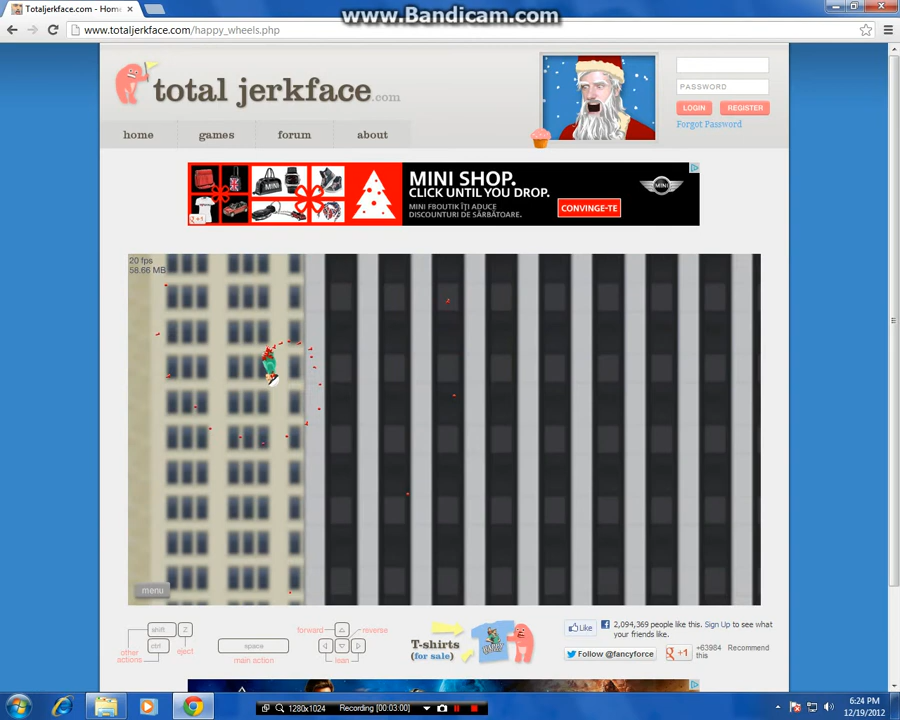 www.Bandicam.com
Totaljerkface.com - Home
www.totaljerkface.com/happy_wheels.php
total jerkface.com
PASSWORD
LOGIN
REGISTER
Forgot Password
home
games
forum
about
MINI
MINI SHOP.
CLICK UNTIL YOU DROP.
MINI FBOUTIK ÎȚI ADUCE
DISCOUNTURI DE SĂRBĂTOARE.
CONVINGE-TE
MINI
g +1
20 fps
58.66 MB
menu
shift
Z
ctrl
eject
other
actions
space
main action
forward
reverse
lean
T-shirts
(for sale)
Like
2,094,369 people like this. Sign Up to see what
your friends like.
Follow @fancyforce
g +1
+63984 Recommend
this
1280x1024
Recording [00:03:00]
6:24 PM
12/19/2012